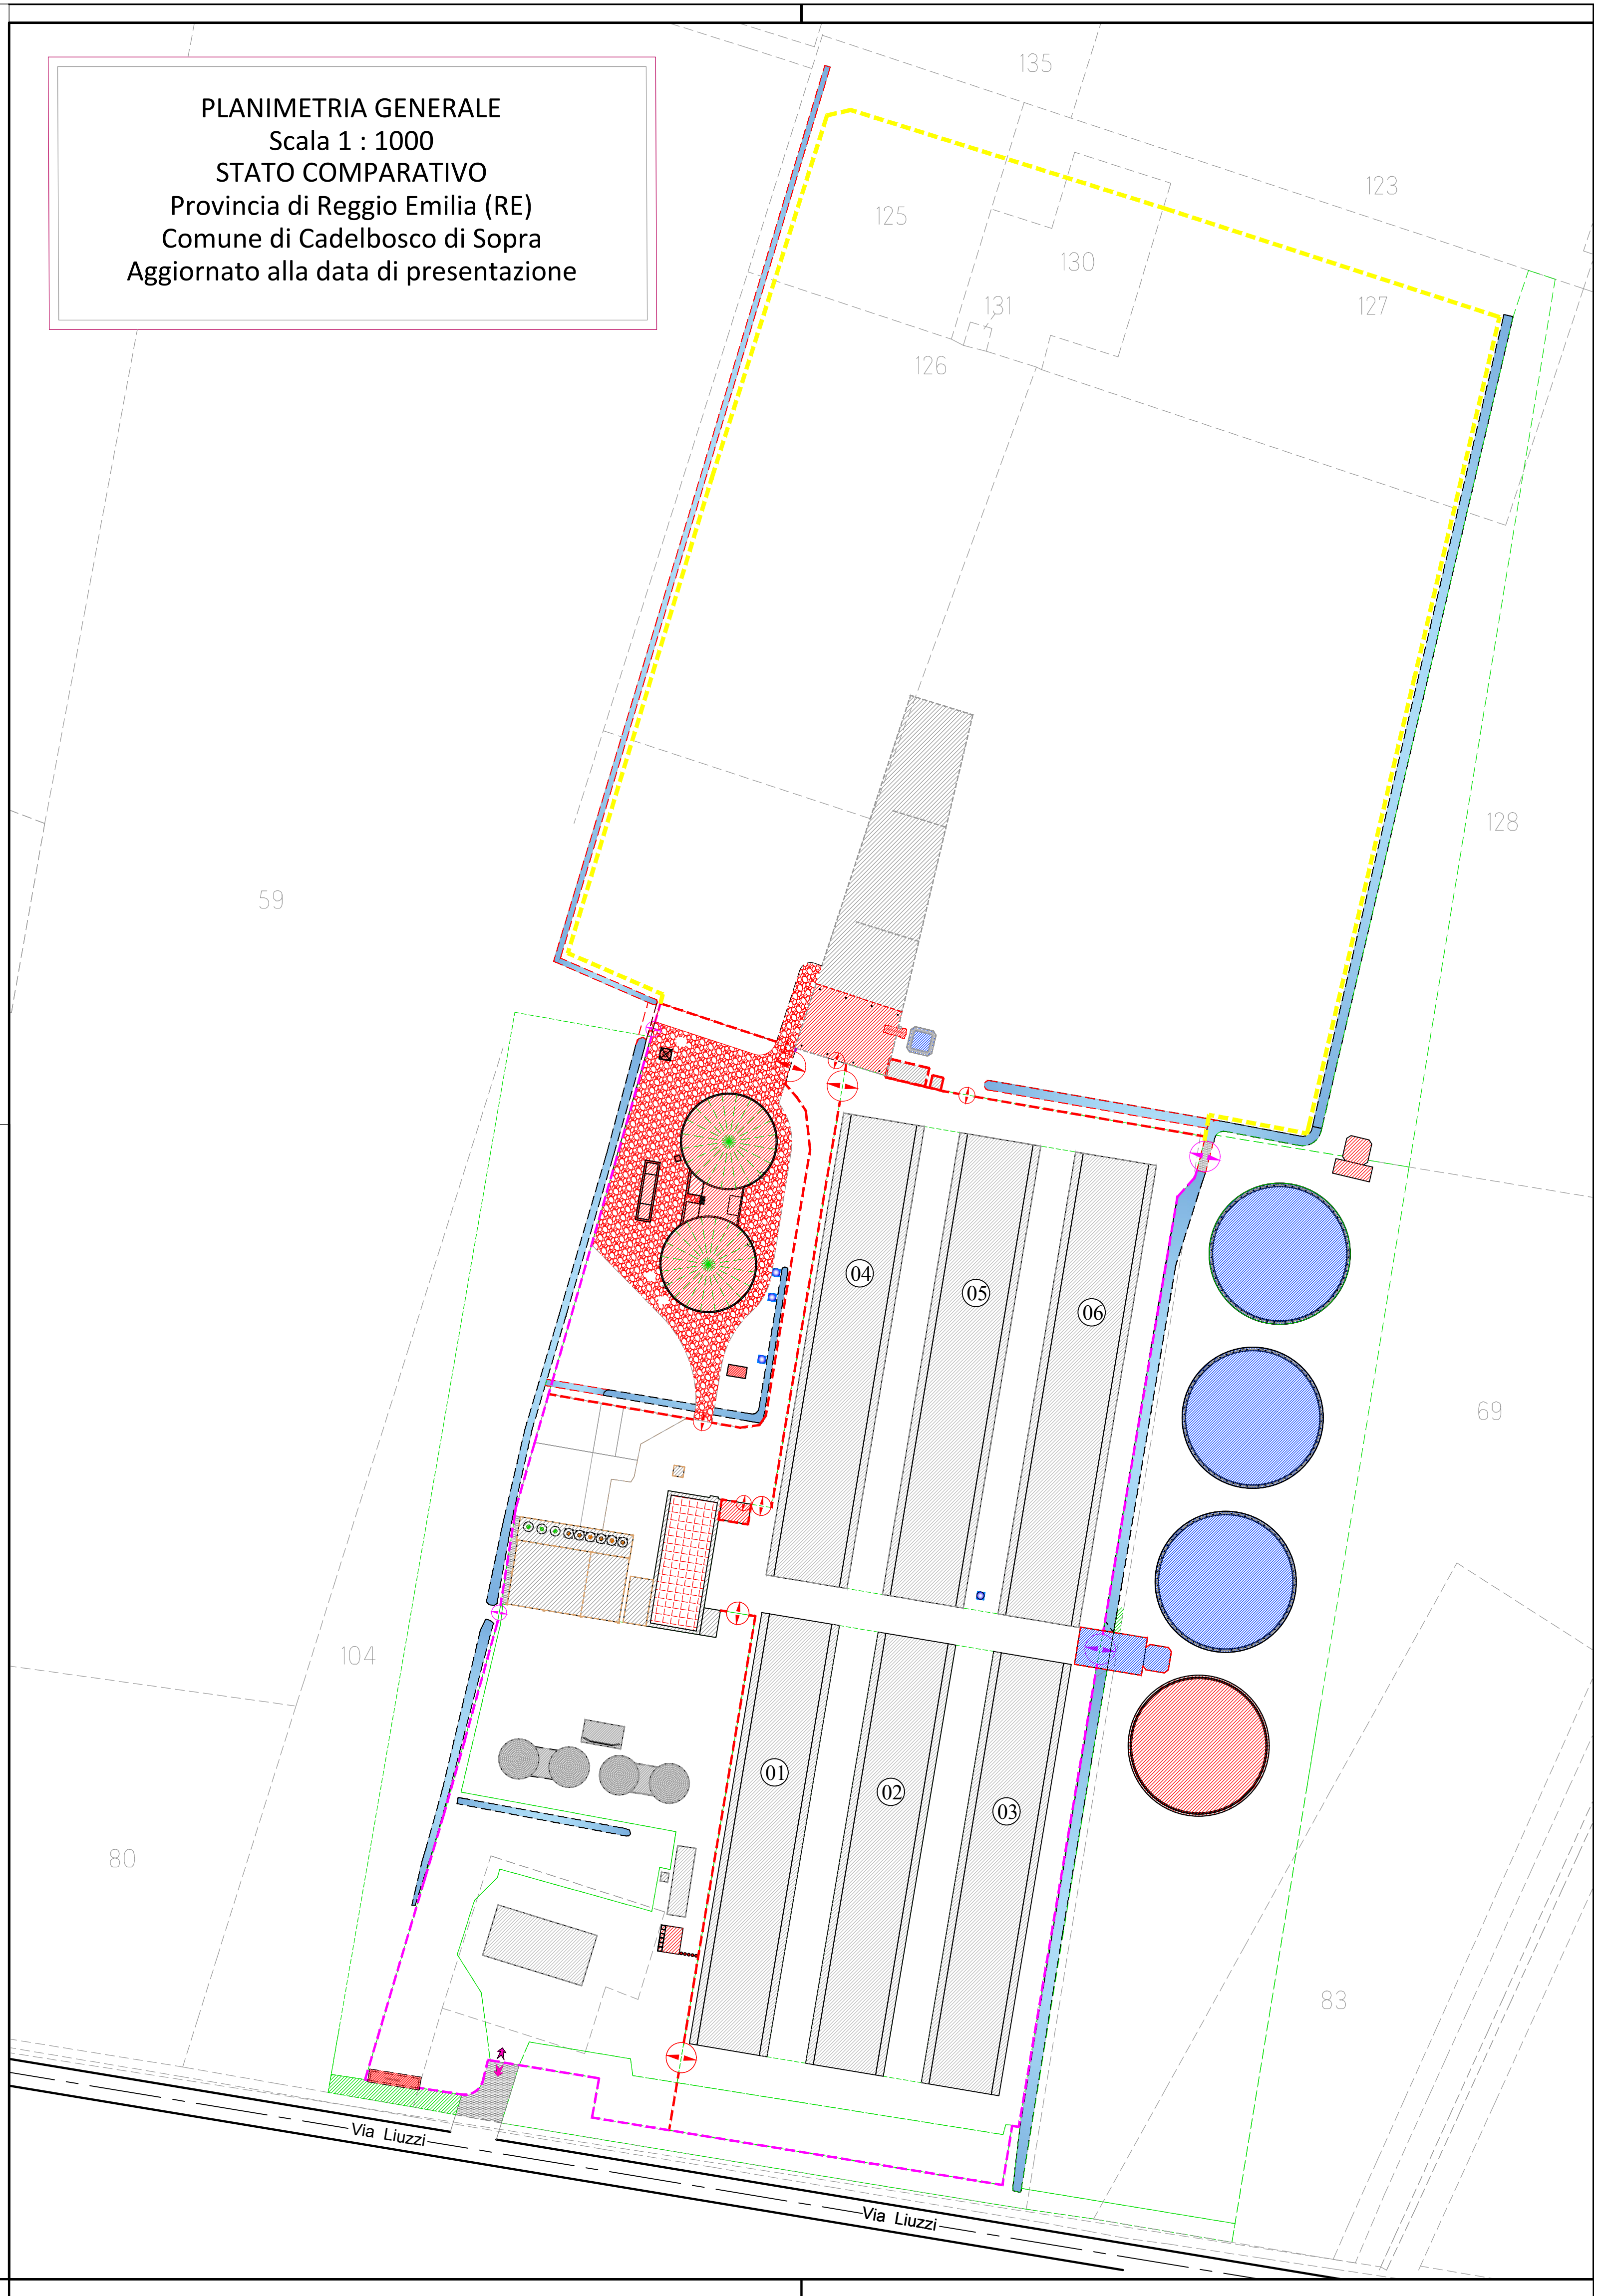 PLANIMETRIA GENERALE
Scala 1 : 1000
STATO COMPARATIVO
Provincia di Reggio Emilia (RE)
Comune di Cadelbosco di Sopra
Aggiornato alla data di presentazione
135
123
125
130
127
131
126
128
59
04
05
06
69
104
01
02
03
80
83
Via Liuzzi
Via Liuzzi